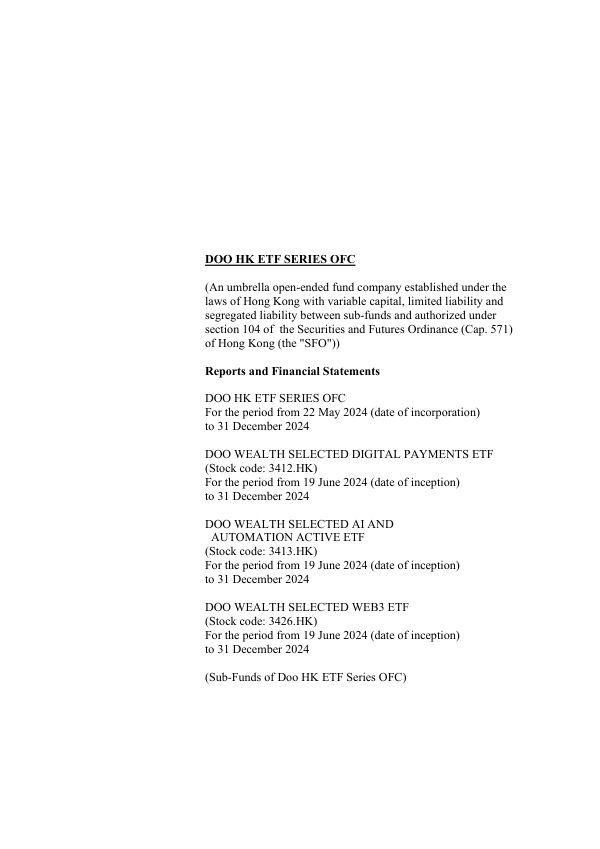 DOO HK ETF SERIES OFC
(An umbrella open-ended fund company established under the
laws of Hong Kong with variable capital, limited liability and
segregated liability between sub-funds and authorized under
section 104 of  the Securities and Futures Ordinance (Cap. 571)
of Hong Kong (the "SFO"))
Reports and Financial Statements
DOO HK ETF SERIES OFC
For the period from 22 May 2024 (date of incorporation)
to 31 December 2024
DOO WEALTH SELECTED DIGITAL PAYMENTS ETF
(Stock code: 3412.HK)
For the period from 19 June 2024 (date of inception)
to 31 December 2024
DOO WEALTH SELECTED AI AND
AUTOMATION ACTIVE ETF
(Stock code: 3413.HK)
For the period from 19 June 2024 (date of inception)
to 31 December 2024
DOO WEALTH SELECTED WEB3 ETF
(Stock code: 3426.HK)
For the period from 19 June 2024 (date of inception)
to 31 December 2024
(Sub-Funds of Doo HK ETF Series OFC)